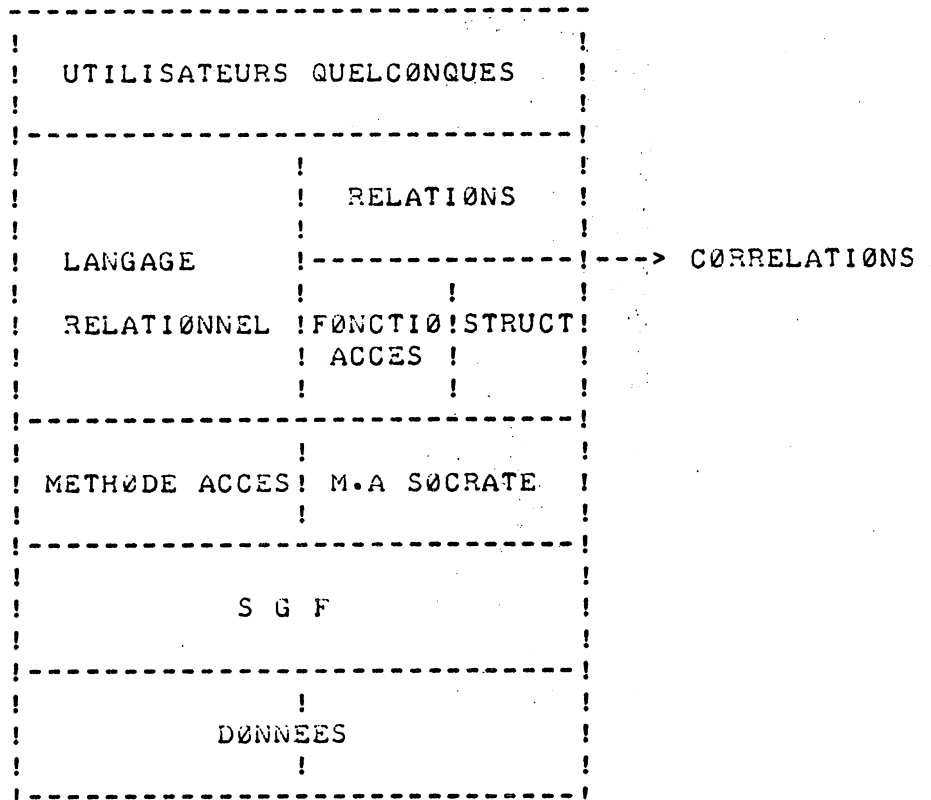 UTILISATEURS QUELCØNQUES
RELATIØNS
LANGAGE
---> CØRRELATIØNS
RELATIØNNEL
FØNCTIØ
STRUCT
ACCES
METHØDE ACCES
M.A SØCRATE
S G F
DØNNEES